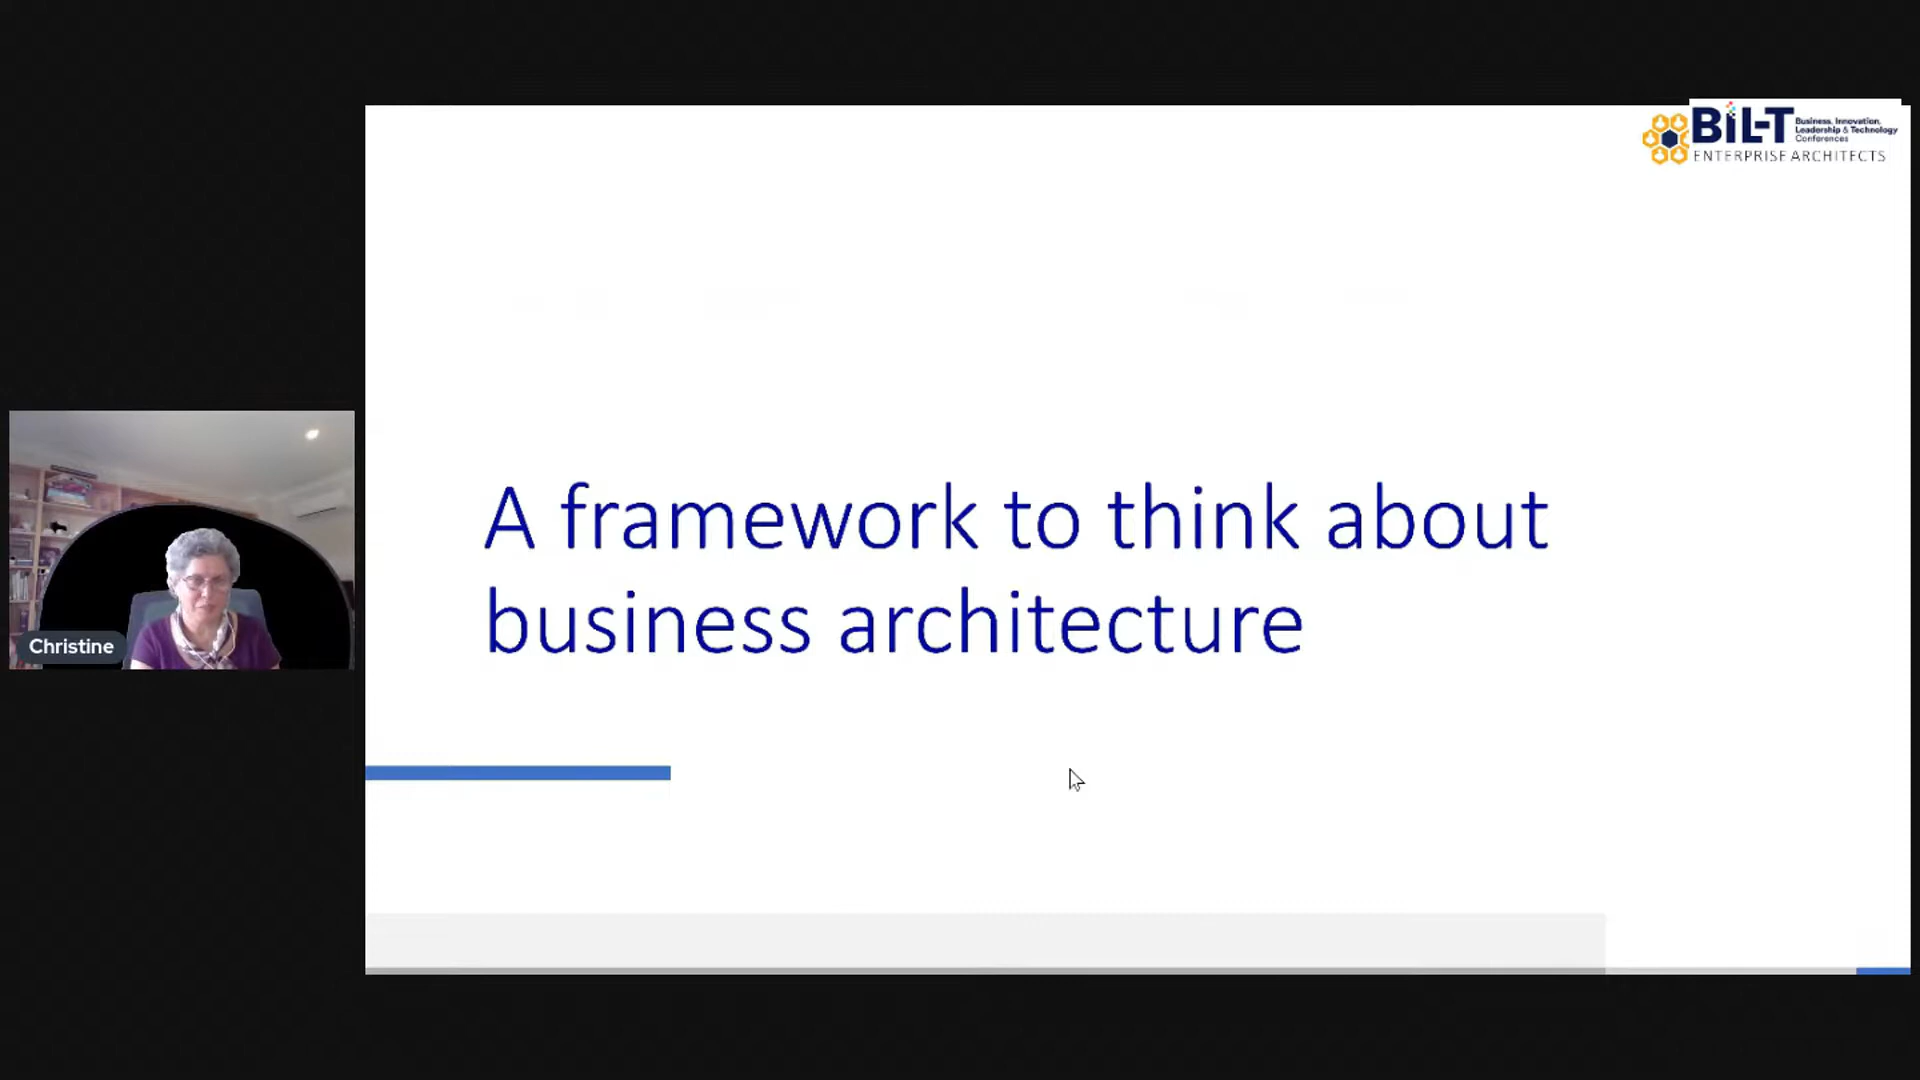 BiL-T
Business, Innovation,
Leadership & Technology
Conferences
ENTERPRISE ARCHITECTS
A framework to think about
business architecture
Christine